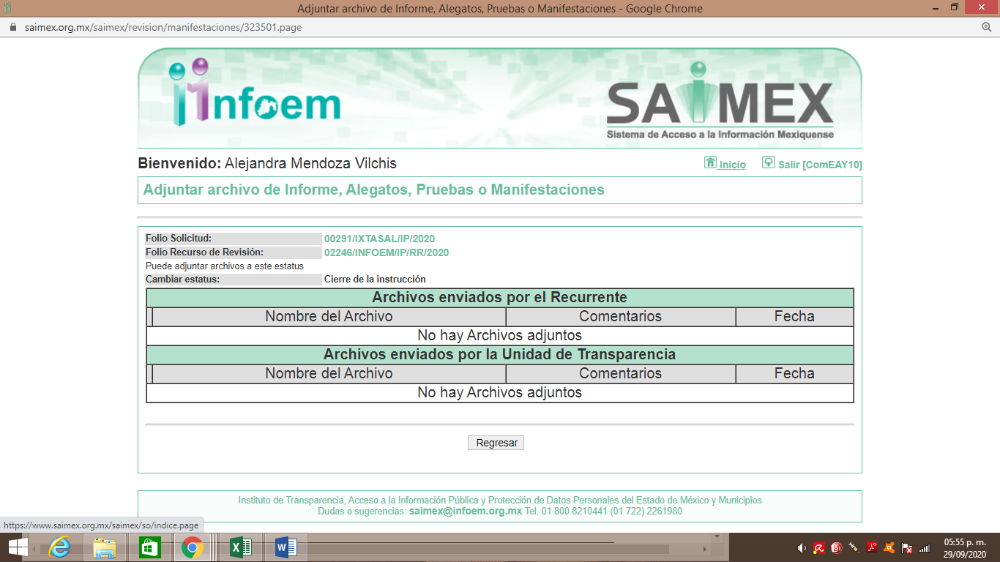 Adjuntar archivo de Informe, Alegatos, Pruebas o Manifestaciones - Google Chrome
saimex.org.mx/saimex/revision/manifestaciones/323501.page
infoem
SAIMEX
Sistema de Acceso a la Información Mexiquense
Bienvenido: Alejandra Mendoza Vilchis
Inicio Salir [ComEAY10]
Adjuntar archivo de Informe, Alegatos, Pruebas o Manifestaciones
Folio Solicitud: 00291/IXTASAL/IP/2020
Folio Recurso de Revisión: 02246/INFOEM/IP/RR/2020
Puede adjuntar archivos a este estatus
Cambiar estatus: Cierre de la instrucción
Archivos enviados por el Recurrente
Nombre del Archivo Comentarios Fecha
No hay Archivos adjuntos
Archivos enviados por la Unidad de Transparencia
Nombre del Archivo Comentarios Fecha
No hay Archivos adjuntos
Regresar
Instituto de Transparencia, Acceso a la Información Pública y Protección de Datos Personales del Estado de México y Municipios
Dudas o sugerencias: saimex@infoem.org.mx Tel. 01 800 8210441 (01 722) 2261980
https://www.saimex.org.mx/saimex/so/indice.page
05:55 p. m.
29/09/2020